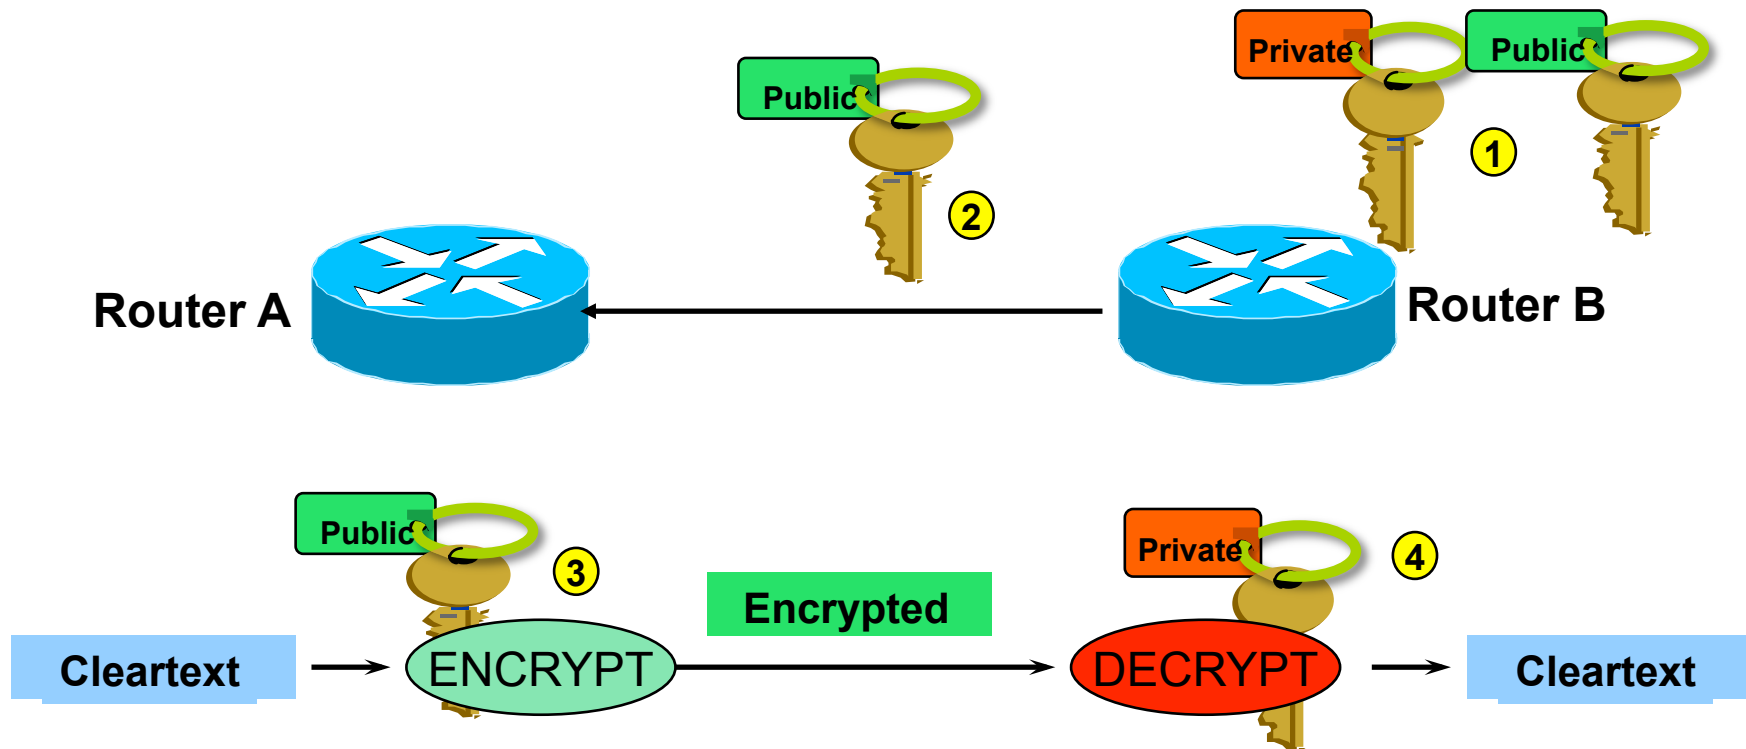 Private
Public
1
Public
2
Router A
Router B
Public
3
Private
4
Encrypted
Cleartext
ENCRYPT
DECRYPT
Cleartext